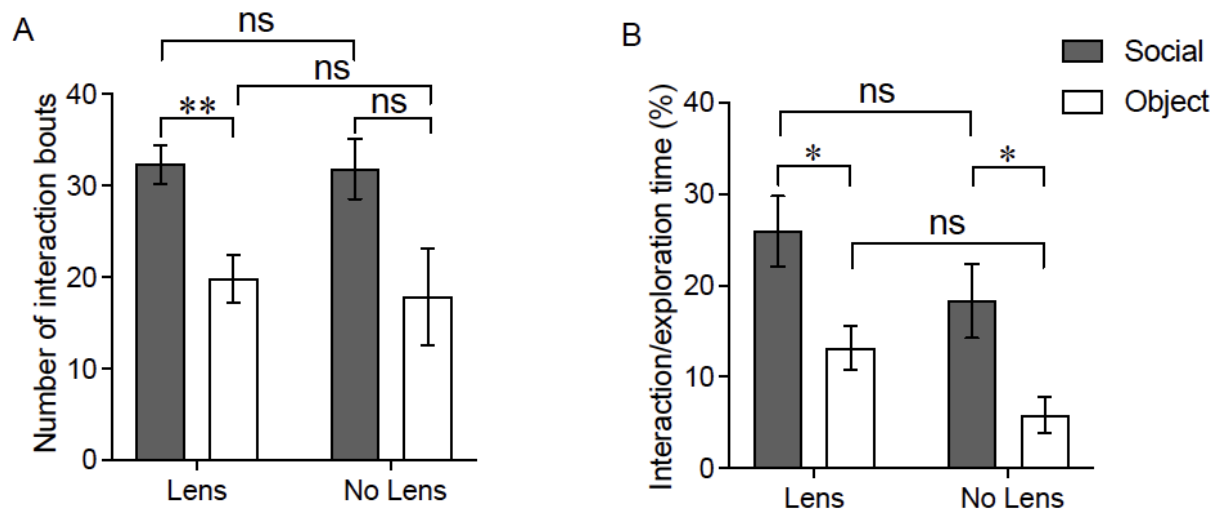 A
ns
ns
**
ns
Number of interaction bouts
40
30
20
10
0
Lens
No Lens
B
Social
Object
ns
*
*
ns
Interaction/exploration time (%)
40
30
20
10
0
Lens
No Lens